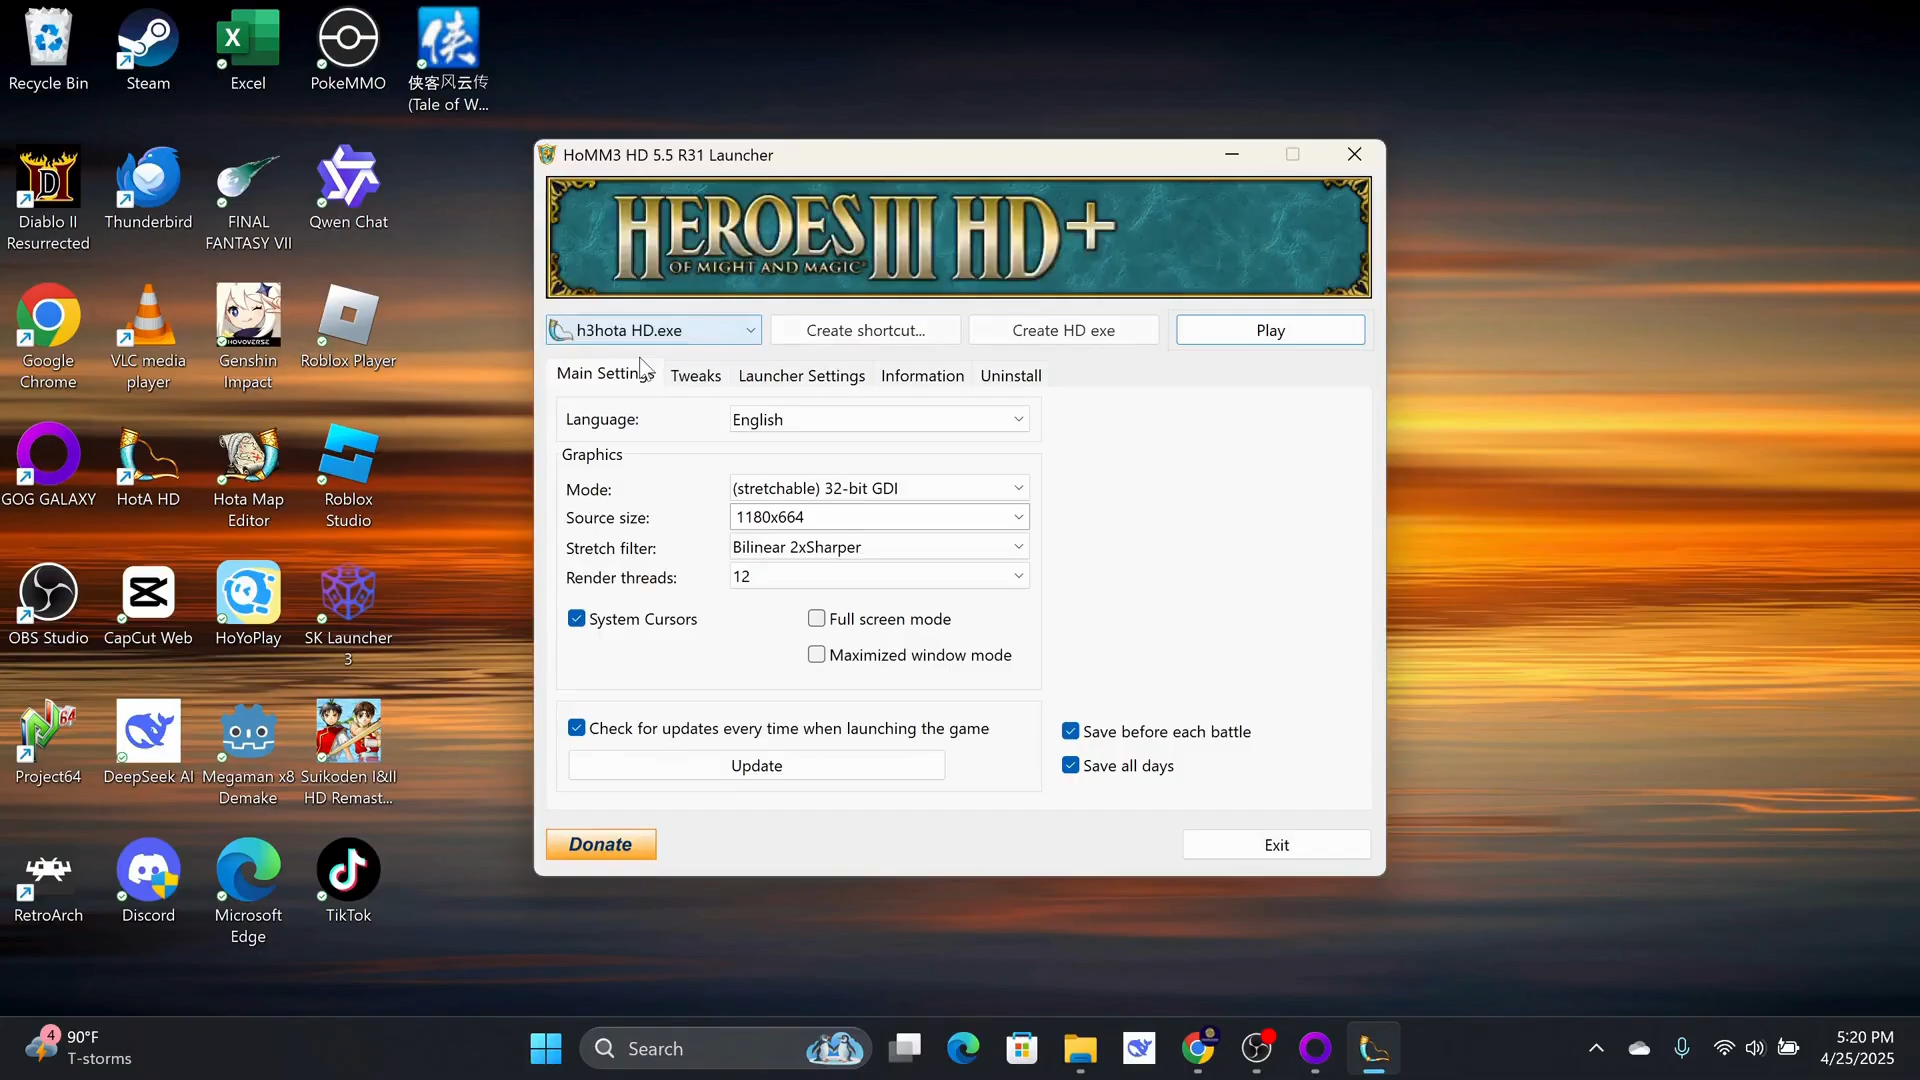 Recycle Bin
Steam
Excel
PokeMMO
侠客风云传
(Tale of W...
侠
Diablo II
Resurrected
Thunderbird
FINAL
FANTASY VII
Qwen Chat
Google
Chrome
VLC media
player
HOYOVERSE
Genshin
Impact
Roblox Player
GOG GALAXY
HotA HD
Hota Map
Editor
Roblox
Studio
OBS Studio
CapCut Web
HoYoPlay
SK Launcher
3
64
Project64
DeepSeek AI
Megaman x8
Demake
Suikoden I&II
HD Remast...
RetroArch
Discord
Microsoft
Edge
TikTok
HoMM3 HD 5.5 R31 Launcher
HEROES III HD+
OF MIGHT AND MAGIC
h3hota HD.exe
Create shortcut...
Create HD exe
Play
Main Settings
Tweaks
Launcher Settings
Information
Uninstall
Language:
English
Graphics
Mode:
(stretchable) 32-bit GDI
Source size:
1180x664
Stretch filter:
Bilinear 2xSharper
Render threads:
12
System Cursors
Full screen mode
Maximized window mode
Check for updates every time when launching the game
Update
Save before each battle
Save all days
Donate
Exit
4
90°F
T-storms
Search
5:20 PM
4/25/2025